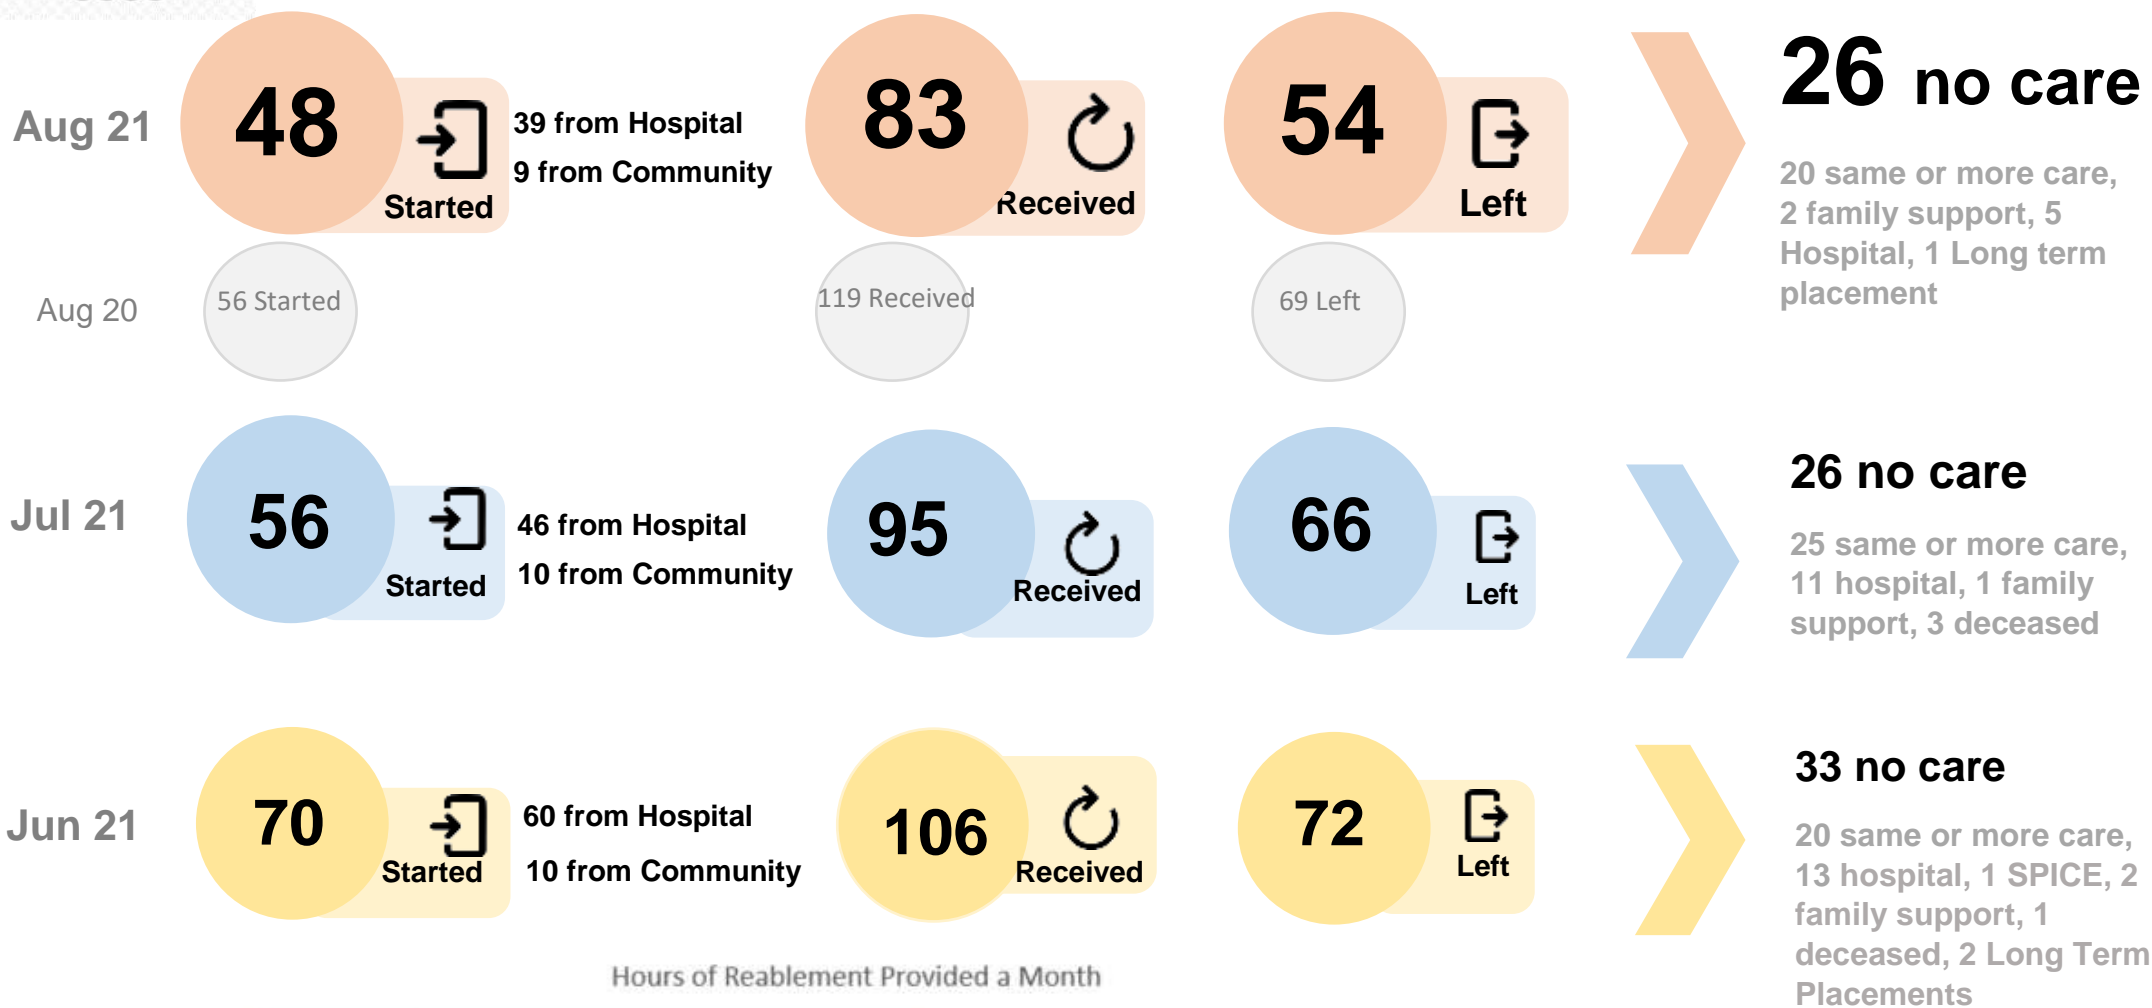 Aug 21
48
Started
39 from Hospital
9 from Community
83
Received
54
Left
26 no care
20 same or more care,
2 family support, 5
Hospital, 1 Long term
placement
Aug 20
56 Started
119 Received
69 Left
Jul 21
56
Started
46 from Hospital
10 from Community
95
Received
66
Left
26 no care
25 same or more care,
11 hospital, 1 family
support, 3 deceased
Jun 21
70
Started
60 from Hospital
10 from Community
106
Received
72
Left
33 no care
20 same or more care,
13 hospital, 1 SPICE, 2
family support, 1
deceased, 2 Long Term
Placements
Hours of Reablement Provided a Month